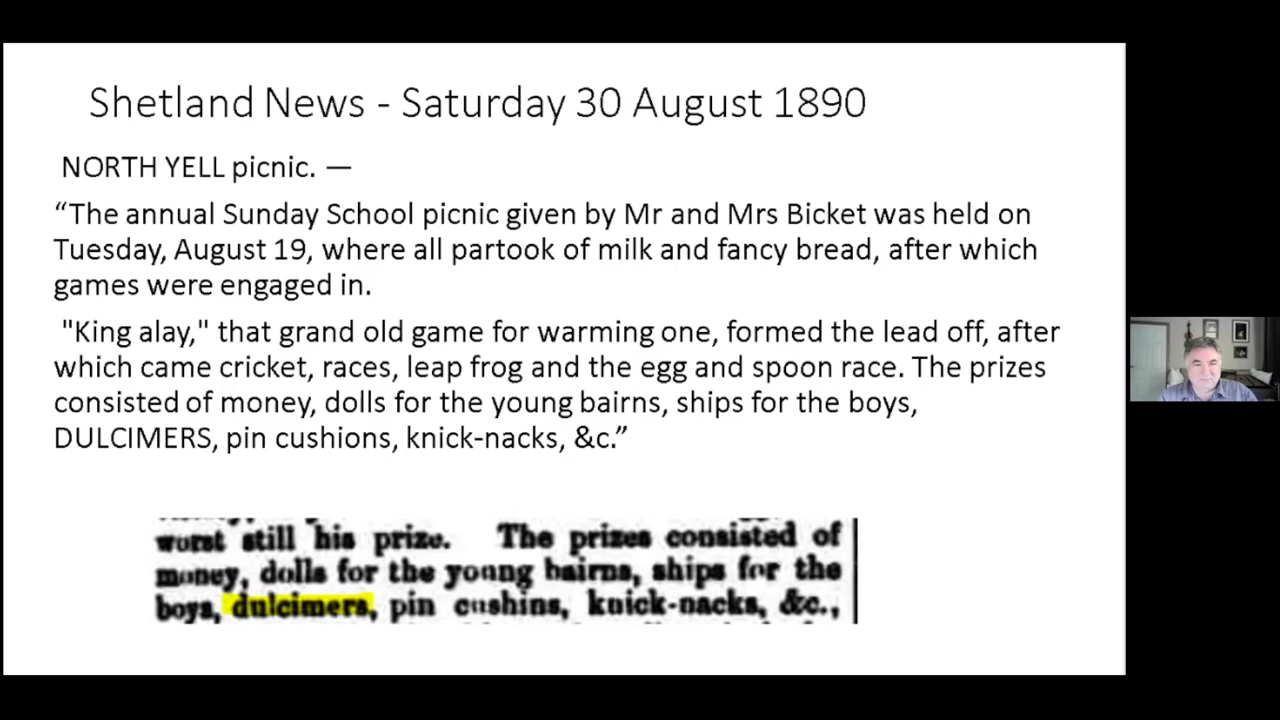 Shetland News - Saturday 30 August 1890
NORTH YELL picnic. —
“The annual Sunday School picnic given by Mr and Mrs Bicket was held on
Tuesday, August 19, where all partook of milk and fancy bread, after which
games were engaged in.
"King alay," that grand old game for warming one, formed the lead off, after
which came cricket, races, leap frog and the egg and spoon race. The prizes
consisted of money, dolls for the young bairns, ships for the boys,
DULCIMERS, pin cushions, knick-nacks, &c.”
worst still his prize. The prizes consisted of
money, dolls for the young bairns, ships for the
boys, dulcimers, pin cushins, knick-nacks, &c.,